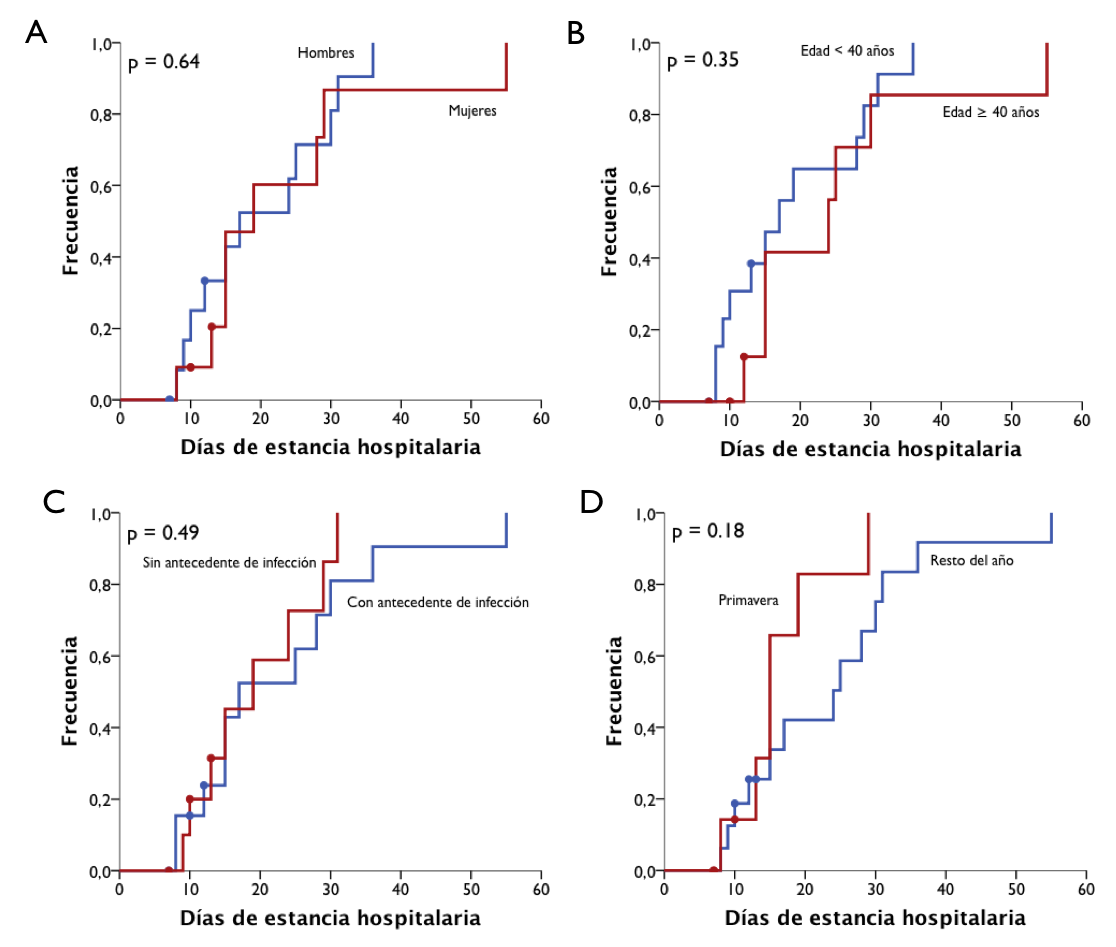 A
p = 0.64
Hombres
Mujeres
Frecuencia
1,0
0,8
0,6
0,4
0,2
0,0
0 10 20 30 40 50 60
Días de estancia hospitalaria
B
p = 0.35
Edad < 40 años
Edad ≥ 40 años
Frecuencia
1,0
0,8
0,6
0,4
0,2
0,0
0 10 20 30 40 50 60
Días de estancia hospitalaria
C
p = 0.49
Sin antecedente de infección
Con antecedente de infección
Frecuencia
1,0
0,8
0,6
0,4
0,2
0,0
0 10 20 30 40 50 60
Días de estancia hospitalaria
D
p = 0.18
Resto del año
Primavera
Frecuencia
1,0
0,8
0,6
0,4
0,2
0,0
0 10 20 30 40 50 60
Días de estancia hospitalaria